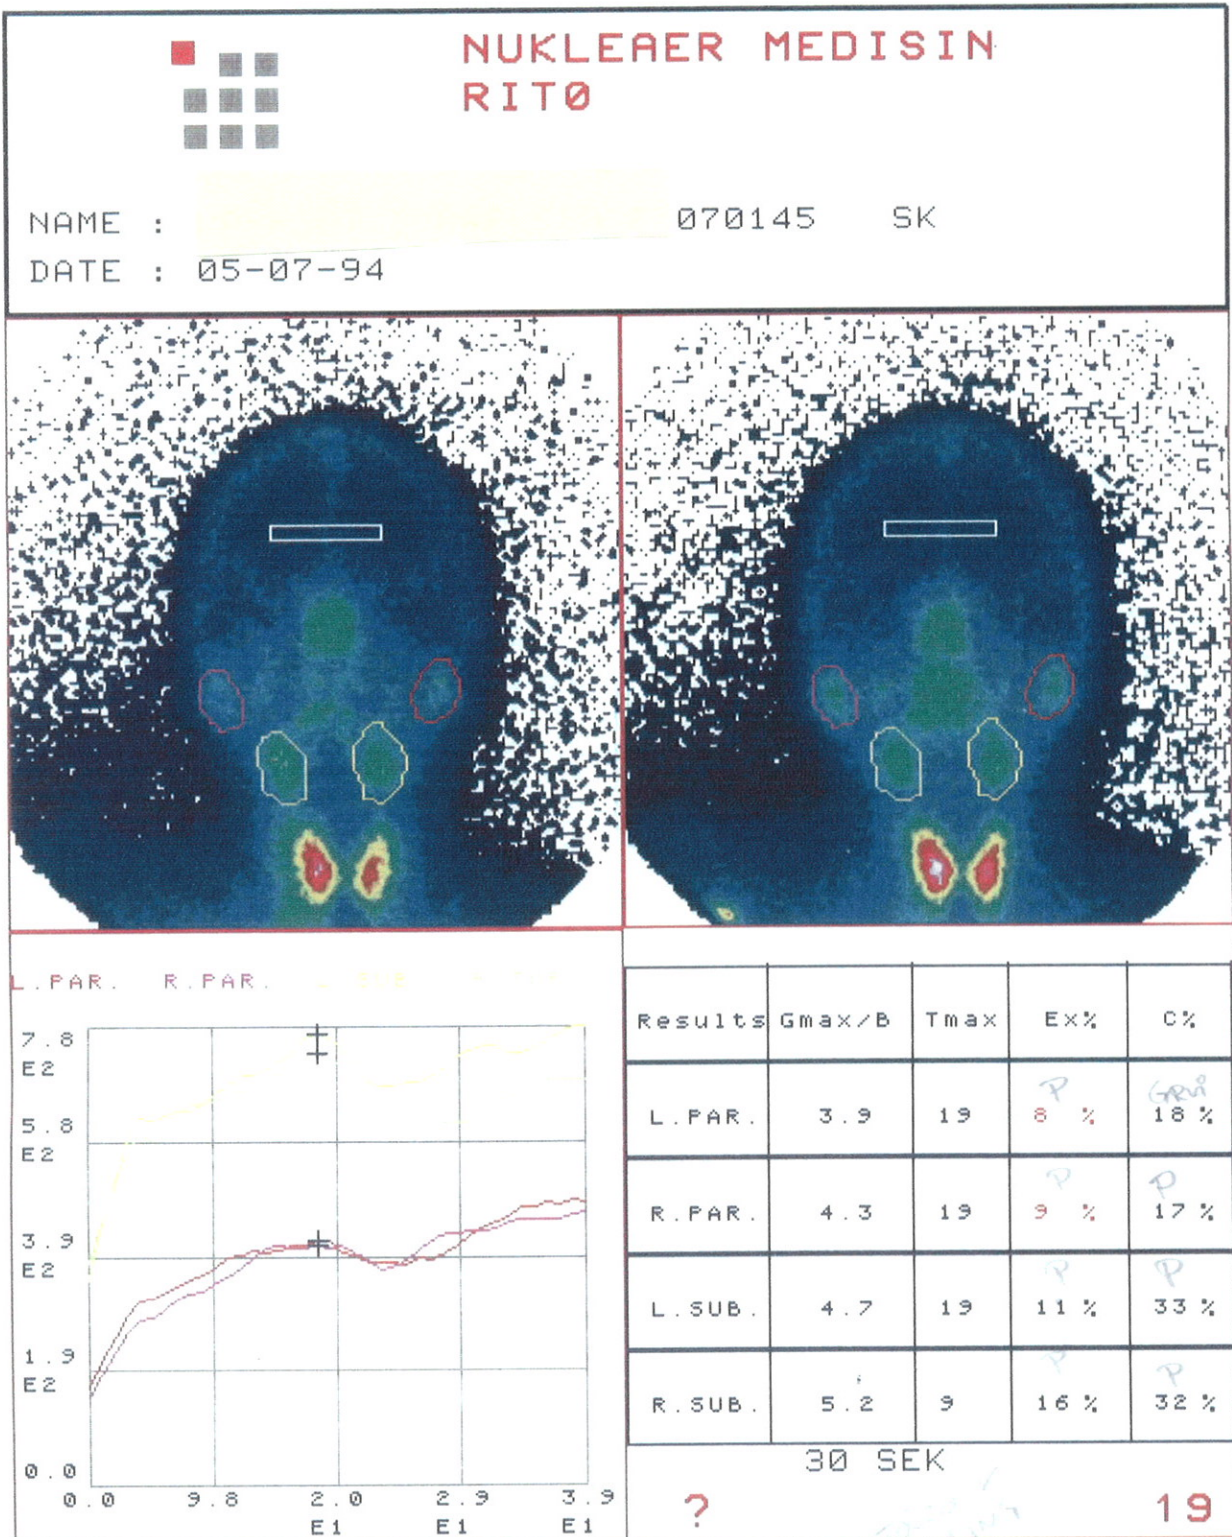 NUKLEAER MEDISIN
RITØ
NAME : 070145 SK
DATE : 05-07-94
L.PAR. R.PAR.
7.8
E2
5.8
E2
3.9
E2
1.9
E2
0.0
0.0 9.8 2.0 2.9 3.9
E1 E1 E1
Results Gmax/B Tmax Ex% C%
P
L.PAR. 3.9 19 8 % 18 %
P P
R.PAR. 4.3 19 9 % 17 %
P P
L.SUB. 4.7 19 11 % 33 %
P P
R.SUB. 5.2 9 16 % 32 %
30 SEK
? 19